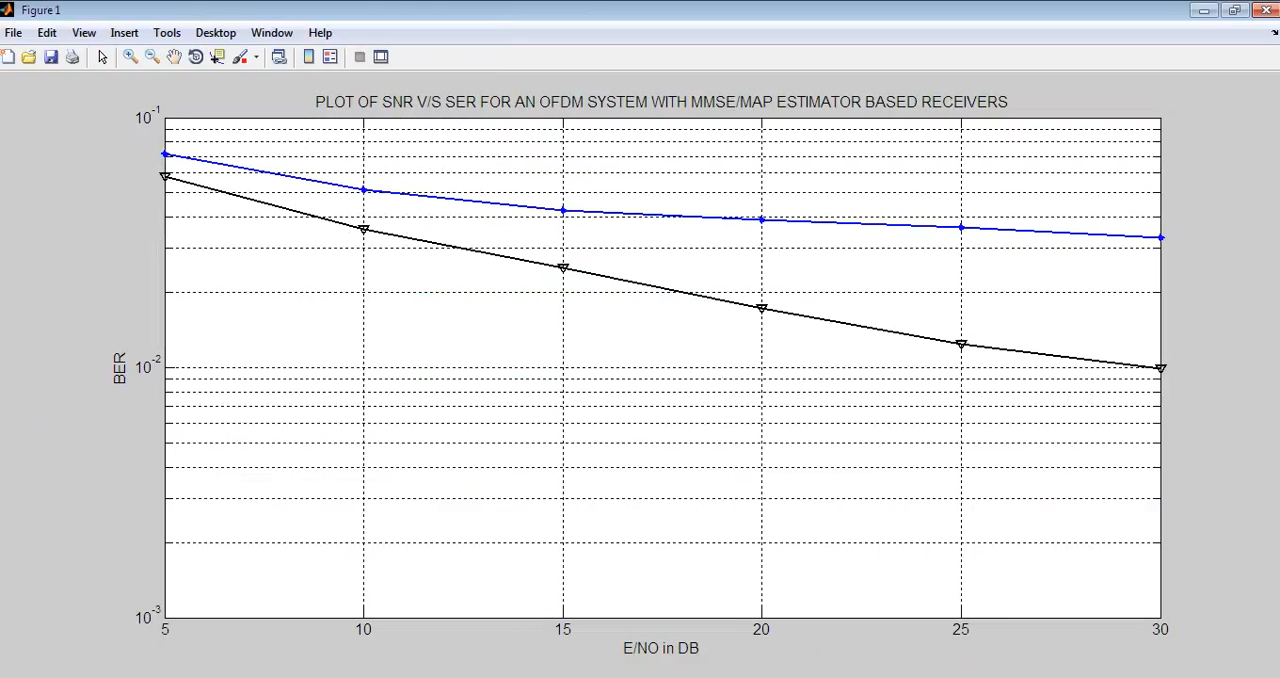 Figure 1
File Edit View Insert Tools Desktop Window Help
PLOT OF SNR V/S SER FOR AN OFDM SYSTEM WITH MMSE/MAP ESTIMATOR BASED RECEIVERS
10^-1
10^-2
10^-3
BER
5 10 15 20 25 30
E/NO in DB